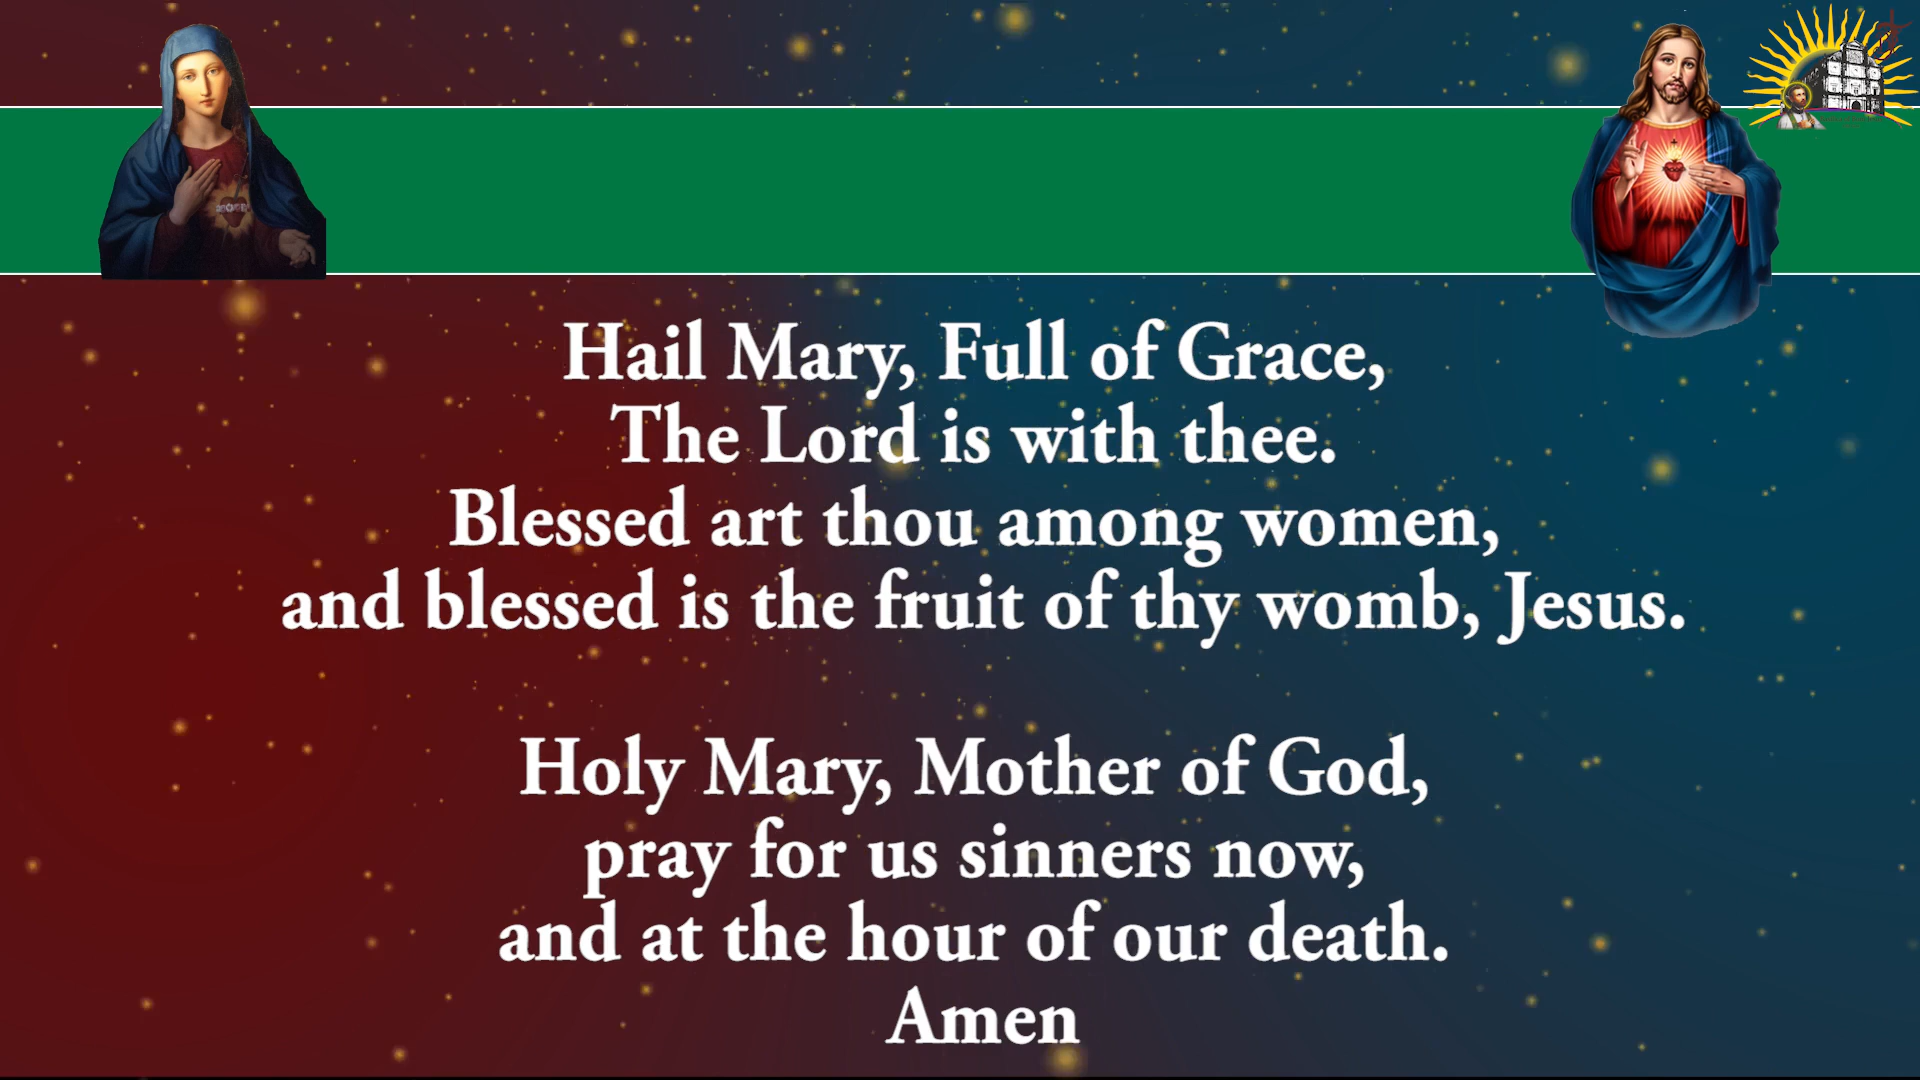 Hail Mary, Full of Grace,
The Lord is with thee.
Blessed art thou among women,
and blessed is the fruit of thy womb, Jesus.
Holy Mary, Mother of God,
pray for us sinners now,
and at the hour of our death.
Amen